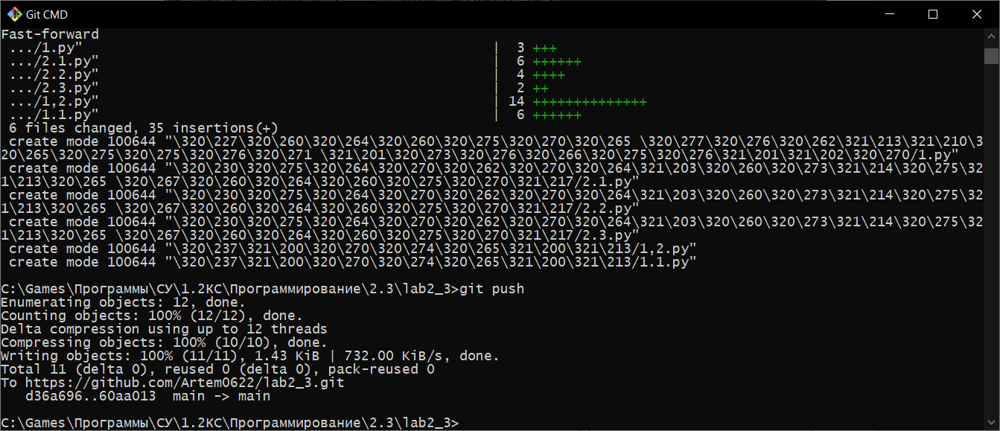 Git CMD
Fast-forward
 .../1.py" | 3 +++
 .../2.1.py" | 6 ++++++
 .../2.2.py" | 4 ++++
 .../2.3.py" | 2 ++
 .../1,2.py" | 14 ++++++++++++++
 .../1.1.py" | 6 ++++++
 6 files changed, 35 insertions(+)
 create mode 100644 "\320\227\320\260\320\264\320\260\320\275\320\270\320\265 \320\277\320\276\320\262\321\213\321\210\3
20\265\320\275\320\275\320\276\320\271 \321\201\320\273\320\276\320\266\320\275\320\276\321\201\321\202\320\270/1.py"
 create mode 100644 "\320\230\320\275\320\264\320\270\320\262\320\270\320\264\321\203\320\260\320\273\321\214\320\275\32
1\213\320\265 \320\267\320\260\320\264\320\260\320\275\320\270\321\217/2.1.py"
 create mode 100644 "\320\230\320\275\320\264\320\270\320\262\320\270\320\264\321\203\320\260\320\273\321\214\320\275\32
1\213\320\265 \320\267\320\260\320\264\320\260\320\275\320\270\321\217/2.2.py"
 create mode 100644 "\320\230\320\275\320\264\320\270\320\262\320\270\320\264\321\203\320\260\320\273\321\214\320\275\32
1\213\320\265 \320\267\320\260\320\264\320\260\320\275\320\270\321\217/2.3.py"
 create mode 100644 "\320\237\321\200\320\270\320\274\320\265\321\200\321\213/1,2.py"
 create mode 100644 "\320\237\321\200\320\270\320\274\320\265\321\200\321\213/1.1.py"
C:\Games\Программы\СУ\1.2КС\Программирование\2.3\lab2_3>git push
Enumerating objects: 12, done.
Counting objects: 100% (12/12), done.
Delta compression using up to 12 threads
Compressing objects: 100% (10/10), done.
Writing objects: 100% (11/11), 1.43 KiB | 732.00 KiB/s, done.
Total 11 (delta 0), reused 0 (delta 0), pack-reused 0
To https://github.com/Artem0622/lab2_3.git
   d36a696..60aa013  main -> main
C:\Games\Программы\СУ\1.2КС\Программирование\2.3\lab2_3>